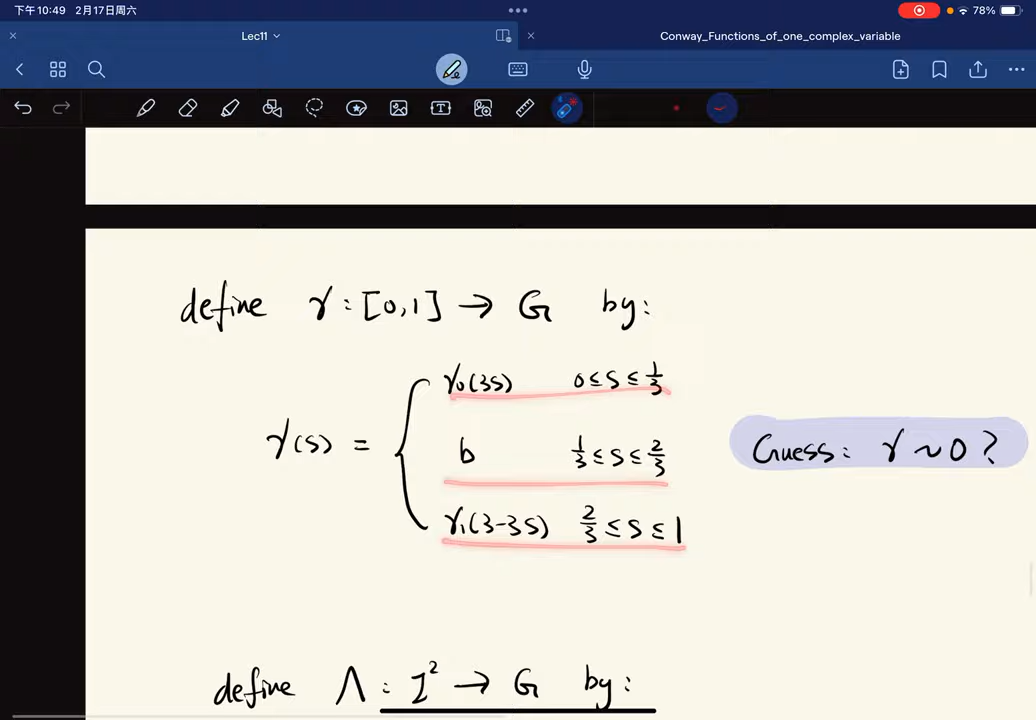 下午10:49 2月17日周六
78%
Lec11
Conway_Functions_of_one_complex_variable
define γ : [0,1] → G by:
γ0(3s) 0 ≤ s ≤ 1/3
γ(s) = { b 1/3 ≤ s ≤ 2/3
Guess: γ ~ 0 ?
γ1(3-3s) 2/3 ≤ s ≤ 1
define Λ : I² → G by: